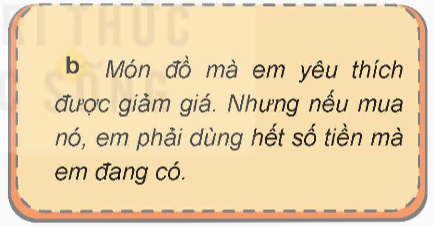 b Món đồ mà em yêu thích
được giảm giá. Nhưng nếu mua
nó, em phải dùng hết số tiền mà
em đang có.